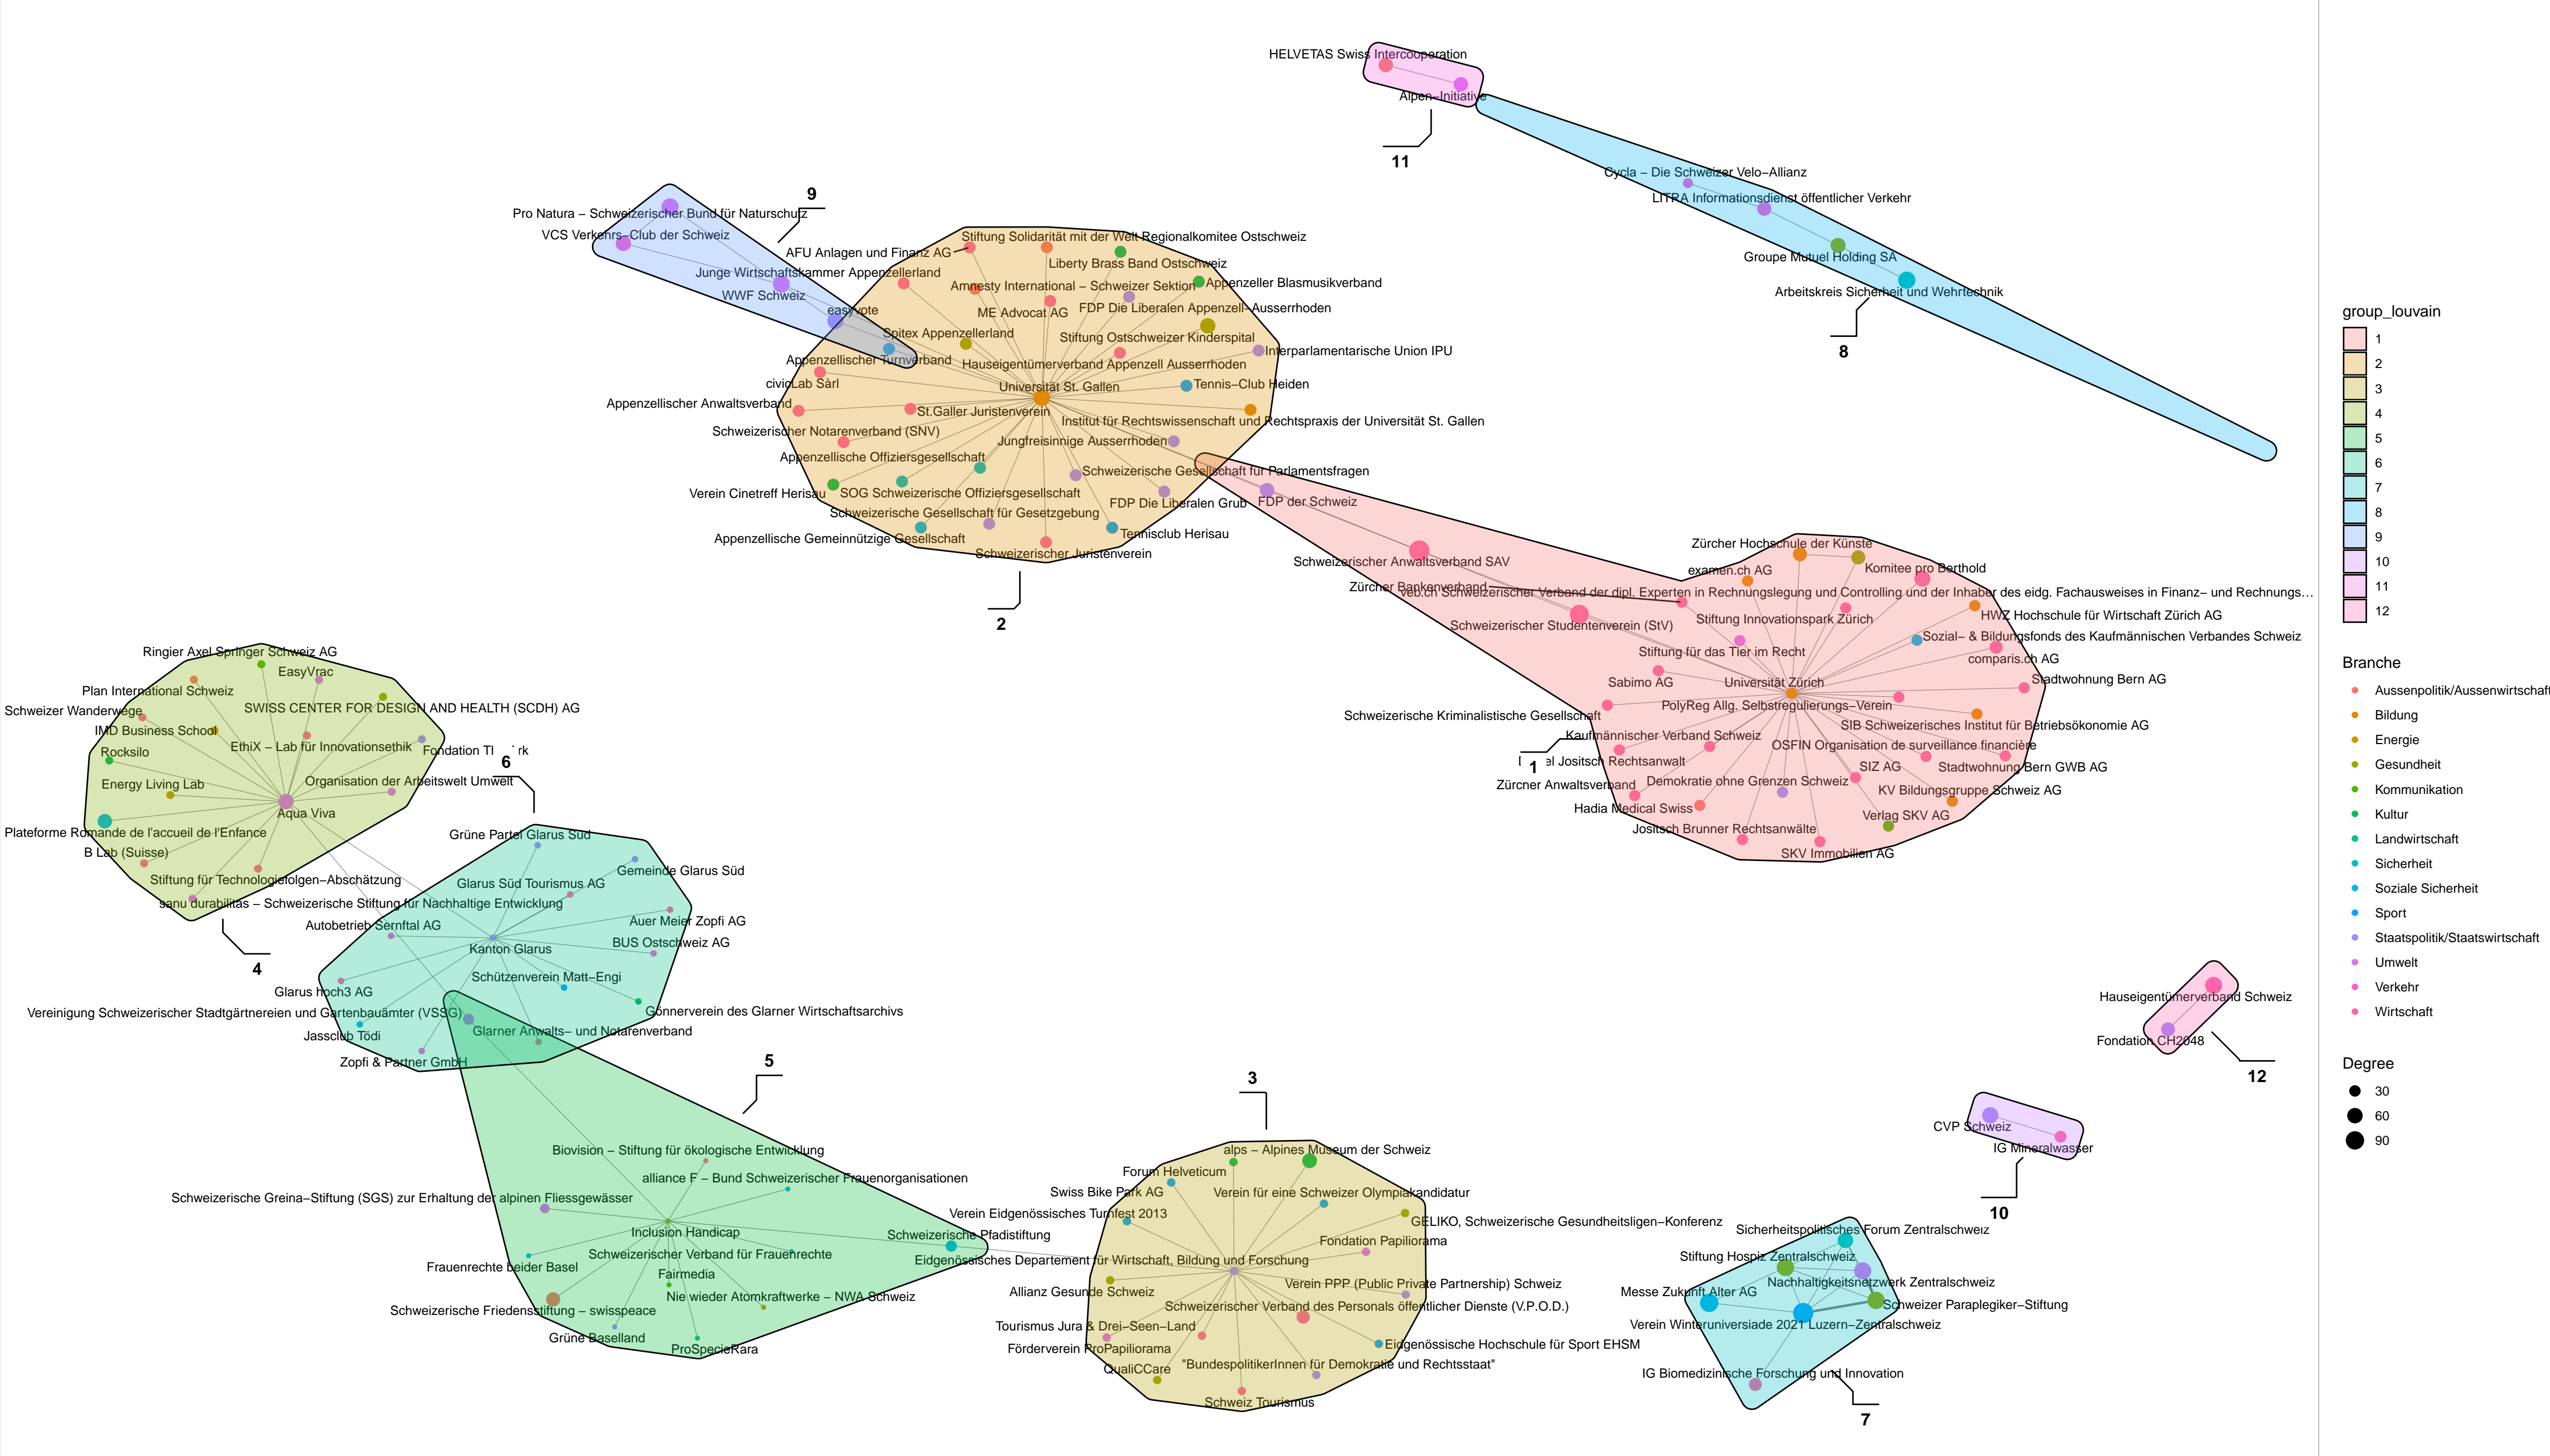 HELVETAS Swiss Intercooperation
Alpen–Initiative
11
Cycla – Die Schweizer Velo–Allianz
LITRA Informationsdienst öffentlicher Verkehr
Groupe Mutuel Holding SA
Arbeitskreis Sicherheit und Wehrtechnik
8
9
Pro Natura – Schweizerischer Bund für Naturschutz
VCS Verkehrs–Club der Schweiz
Junge Wirtschaftskammer Appenzellerland
WWF Schweiz
easyvote
Stiftung Solidarität mit der Welt Regionalkomitee Ostschweiz
AFU Anlagen und Finanz AG
Liberty Brass Band Ostschweiz
Amnesty International – Schweizer Sektion
Appenzeller Blasmusikverband
ME Advocat AG
FDP Die Liberalen Appenzell–Ausserrhoden
Spitex Appenzellerland
Stiftung Ostschweizer Kinderspital
Interparlamentarische Union IPU
Appenzellischer Turnverband
Hauseigentümerverband Appenzell Ausserrhoden
civicLab Sàrl
Universität St. Gallen
Tennis–Club Heiden
Appenzellischer Anwaltsverband
St.Galler Juristenverein
Institut für Rechtswissenschaft und Rechtspraxis der Universität St. Gallen
Schweizerischer Notarenverband (SNV)
Jungfreisinnige Ausserrhoden
Appenzellische Offiziersgesellschaft
Schweizerische Gesellschaft für Parlamentsfragen
Verein Cinetreff Herisau
SOG Schweizerische Offiziersgesellschaft
FDP Die Liberalen Grub
FDP der Schweiz
Schweizerische Gesellschaft für Gesetzgebung
Appenzellische Gemeinnützige Gesellschaft
Tennisclub Herisau
Schweizerischer Juristenverein
2
Schweizerischer Anwaltsverband SAV
Zürcher Bankenverband
Schweizerischer Studentenverein (StV)
Zürcher Hochschule der Künste
examen.ch AG
Komitee pro Berthold
veb.ch Schweizerischer Verband der dipl. Experten in Rechnungslegung und Controlling und der Inhaber des eidg. Fachausweises in Finanz– und Rechnungs…
Stiftung Innovationspark Zürich
HWZ Hochschule für Wirtschaft Zürich AG
Sozial– & Bildungsfonds des Kaufmännischen Verbandes Schweiz
Stiftung für das Tier im Recht
comparis.ch AG
Sabimo AG
Universität Zürich
Stadtwohnung Bern AG
PolyReg Allg. Selbstregulierungs–Verein
Schweizerische Kriminalistische Gesellschaft
SIB Schweizerisches Institut für Betriebsökonomie AG
Kaufmännischer Verband Schweiz
OSFIN Organisation de surveillance financière
el Jositsch Rechtsanwalt
1
SIZ AG
Stadtwohnung Bern GWB AG
Zürcher Anwaltsverband
Demokratie ohne Grenzen Schweiz
KV Bildungsgruppe Schweiz AG
Hadia Medical Swiss
Verlag SKV AG
Jositsch Brunner Rechtsanwälte
SKV Immobilien AG
Ringier Axel Springer Schweiz AG
EasyVrac
Plan International Schweiz
SWISS CENTER FOR DESIGN AND HEALTH (SCDH) AG
Schweizer Wanderwege
IMD Business School
EthiX – Lab für Innovationsethik
Fondation
Rocksilo
Energy Living Lab
Organisation der Arbeitswelt Umwelt
Aqua Viva
Plateforme Romande de l'accueil de l'Enfance
B Lab (Suisse)
Stiftung für Technologiefolgen–Abschätzung
sanu durabilitas – Schweizerische Stiftung für Nachhaltige Entwicklung
4
6
Grüne Partei Glarus Süd
Gemeinde Glarus Süd
Glarus Süd Tourismus AG
Autobetrieb Sernftal AG
Auer Meier Zopfi AG
BUS Ostschweiz AG
Kanton Glarus
Schützenverein Matt–Engi
Glarus hoch3 AG
Vereinigung Schweizerischer Stadtgärtnereien und Gartenbauämter (VSSG)
Gönnerverein des Glarner Wirtschaftsarchivs
Jassclub Tödi
Glarner Anwalts– und Notarenverband
Zopfi & Partner GmbH
5
Biovision – Stiftung für ökologische Entwicklung
alliance F – Bund Schweizerischer Frauenorganisationen
Schweizerische Greina–Stiftung (SGS) zur Erhaltung der alpinen Fliessgewässer
Inclusion Handicap
Schweizerische Pfadistiftung
Schweizerischer Verband für Frauenrechte
Frauenrechte beider Basel
Fairmedia
Nie wieder Atomkraftwerke – NWA Schweiz
Schweizerische Friedensstiftung – swisspeace
Grüne Baselland
ProSpecieRara
3
alps – Alpines Museum der Schweiz
Forum Helveticum
Swiss Bike Park AG
Verein für eine Schweizer Olympiakandidatur
Verein Eidgenössisches Turnfest 2013
GELIKO, Schweizerische Gesundheitsligen–Konferenz
Fondation Papiliorama
Eidgenössisches Departement für Wirtschaft, Bildung und Forschung
Verein PPP (Public Private Partnership) Schweiz
Allianz Gesunde Schweiz
Schweizerischer Verband des Personals öffentlicher Dienste (V.P.O.D.)
Tourismus Jura & Drei–Seen–Land
Eidgenössische Hochschule für Sport EHSM
Förderverein ProPapiliorama
"BundespolitikerInnen für Demokratie und Rechtsstaat"
QualiCCare
Schweiz Tourismus
Hauseigentümerverband Schweiz
Fondation CH2048
12
CVP Schweiz
IG Mineralwasser
10
Sicherheitspolitisches Forum Zentralschweiz
Stiftung Hospiz Zentralschweiz
Nachhaltigkeitsnetzwerk Zentralschweiz
Messe Zukunft Alter AG
Schweizer Paraplegiker–Stiftung
Verein Winteruniversiade 2021 Luzern–Zentralschweiz
IG Biomedizinische Forschung und Innovation
7
group_louvain
1
2
3
4
5
6
7
8
9
10
11
12
Branche
Aussenpolitik/Aussenwirtschaft
Bildung
Energie
Gesundheit
Kommunikation
Kultur
Landwirtschaft
Sicherheit
Soziale Sicherheit
Sport
Staatspolitik/Staatswirtschaft
Umwelt
Verkehr
Wirtschaft
Degree
30
60
90